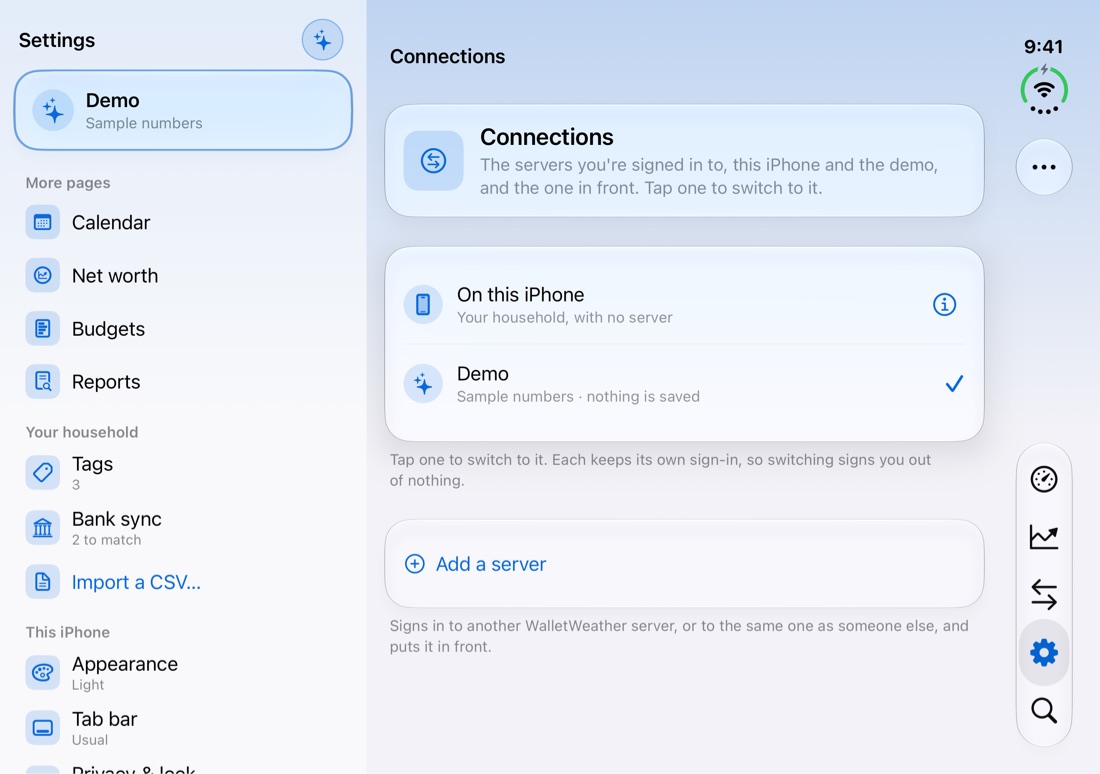 Settings
Demo
Sample numbers
More pages
Calendar
Net worth
Budgets
Reports
Your household
Tags
3
Bank sync
2 to match
Import a CSV...
This iPhone
Appearance
Light
Tab bar
Usual
Privacy & lock
Connections
Connections
The servers you're signed in to, this iPhone and the demo,
and the one in front. Tap one to switch to it.
On this iPhone
Your household, with no server
Demo
Sample numbers · nothing is saved
Tap one to switch to it. Each keeps its own sign-in, so switching signs you out
of nothing.
Add a server
Signs in to another WalletWeather server, or to the same one as someone else, and
puts it in front.
9:41